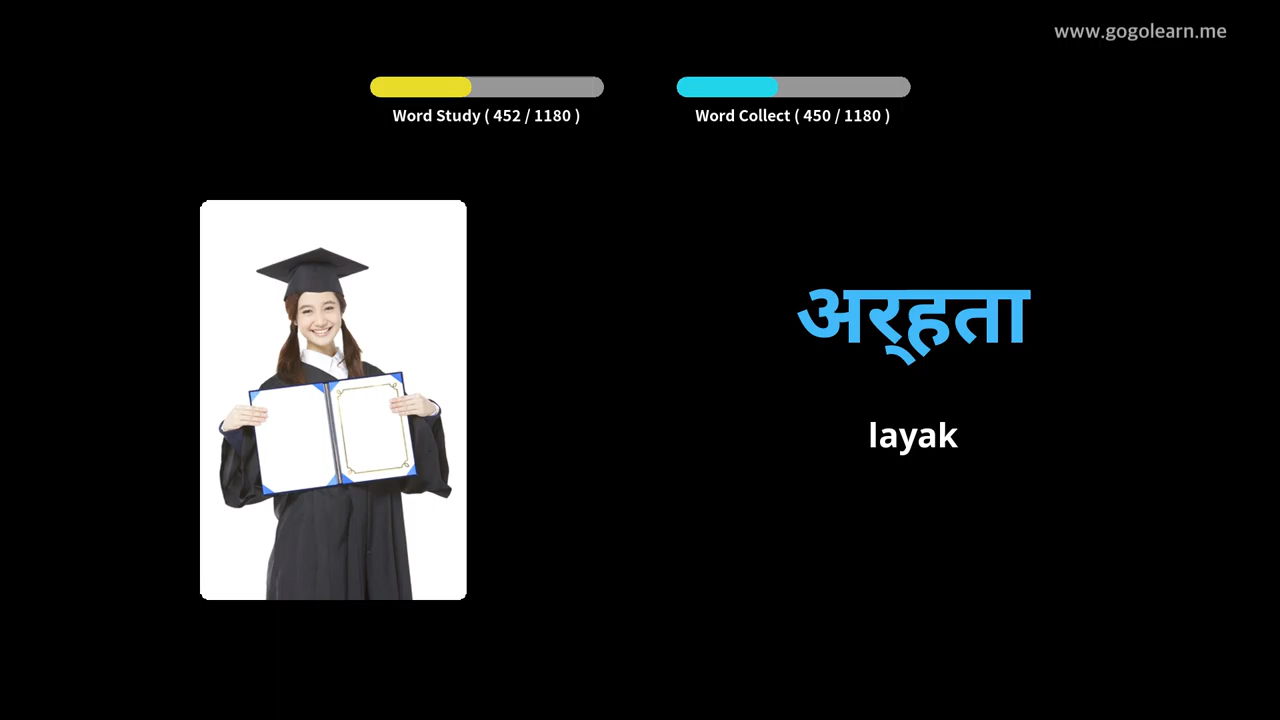 www.gogolearn.me
Word Study ( 452 / 1180 )
Word Collect ( 450 / 1180 )
अर्हता
layak